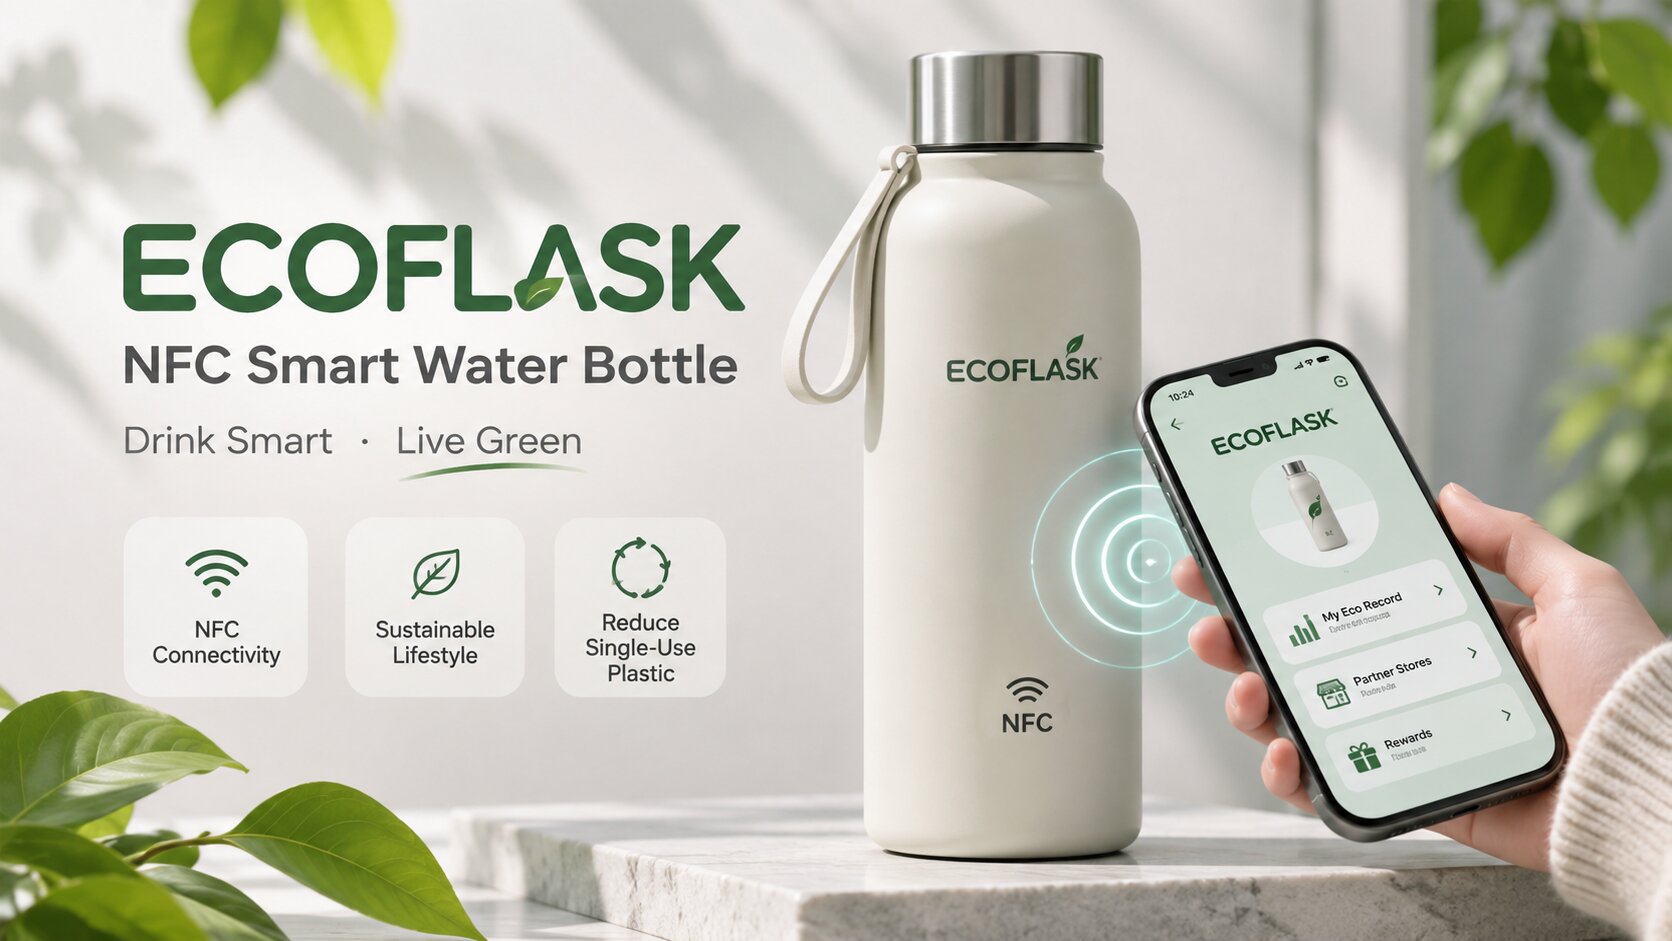 ECOFLASK
NFC Smart Water Bottle
Drink Smart · Live Green
NFC
Connectivity
Sustainable
Lifestyle
Reduce
Single-Use
Plastic
ECOFLASK
NFC
10:24
ECOFLASK
My Eco Record
Partner Stores
Rewards